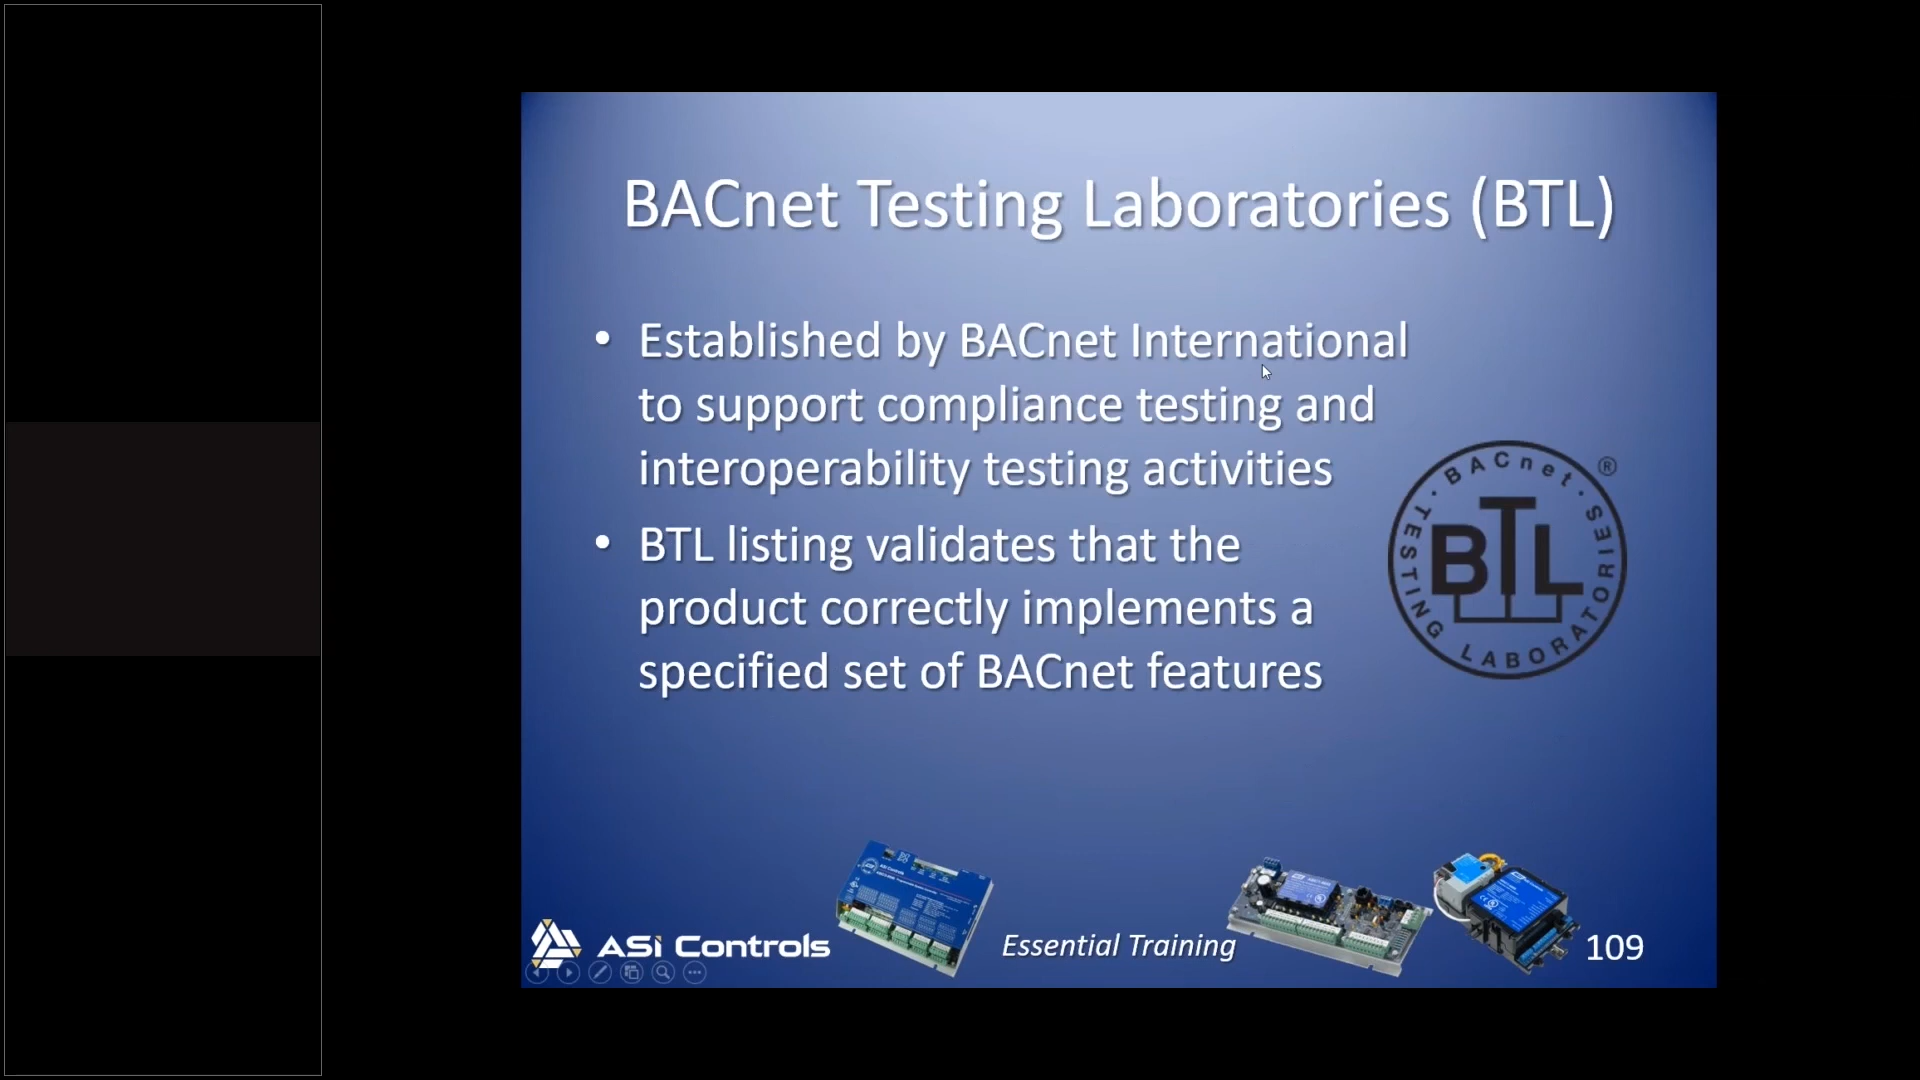 BACnet Testing Laboratories (BTL)
• Established by BACnet International
to support compliance testing and
interoperability testing activities
• BTL listing validates that the
product correctly implements a
specified set of BACnet features
· BACnet · TESTING LABORATORIES
®
BTL
ASi Controls
Essential Training
109